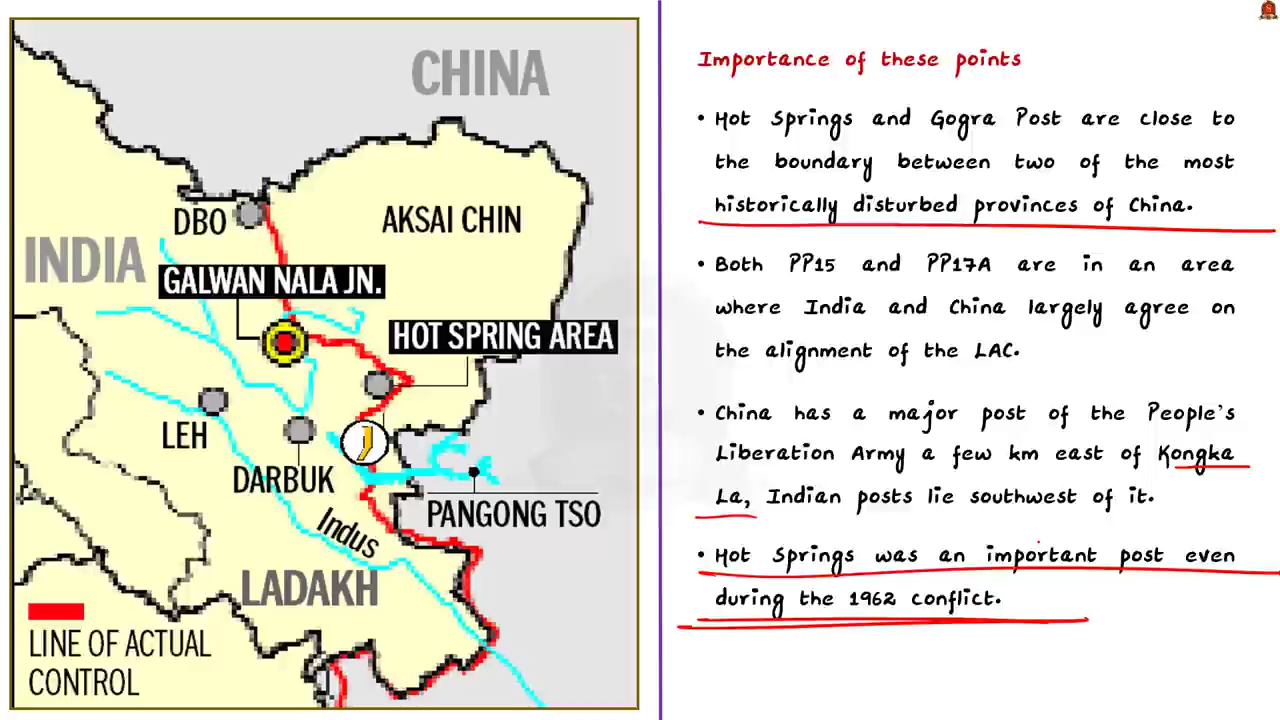 CHINA
DBO
AKSAI CHIN
INDIA
GALWAN NALA JN.
HOT SPRING AREA
LEH
DARBUK
PANGONG TSO
Indus
LADAKH
LINE OF ACTUAL
CONTROL
Importance of these points
• Hot Springs and Gogra Post are close to
the boundary between two of the most
historically disturbed provinces of China.
• Both PP15 and PP17A are in an area
where India and China largely agree on
the alignment of the LAC.
• China has a major post of the People's
Liberation Army a few km east of Kongka
La, Indian posts lie southwest of it.
• Hot Springs was an important post even
during the 1962 conflict.